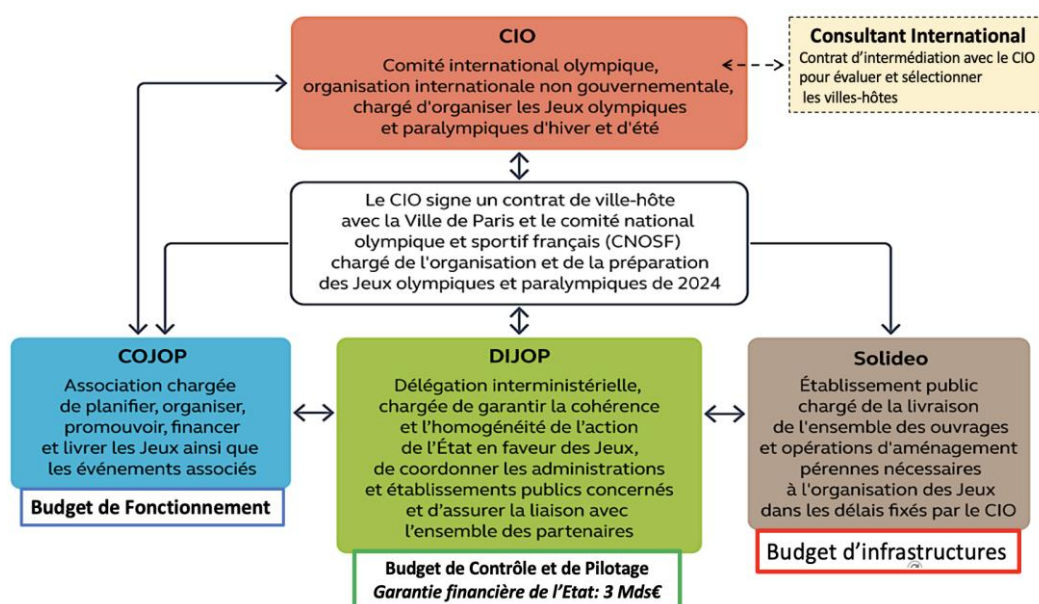 CIO
Comité international olympique,
organisation internationale non gouvernementale,
chargé d'organiser les Jeux olympiques
et paralympiques d'hiver et d'été
Consultant International
Contrat d'intermédiation avec le CIO
pour évaluer et sélectionner
les villes-hôtes
Le CIO signe un contrat de ville-hôte
avec la Ville de Paris et le comité national
olympique et sportif français (CNOSF)
chargé de l'organisation et de la préparation
des Jeux olympiques et paralympiques de 2024
COJOP
Association chargée
de planifier, organiser,
promouvoir, financer
et livrer les Jeux ainsi que
les événements associés
Budget de Fonctionnement
DIJOP
Délégation interministérielle,
chargée de garantir la cohérence
et l'homogénéité de l'action
de l'État en faveur des Jeux,
de coordonner les administrations
et établissements publics concernés
et d'assurer la liaison avec
l'ensemble des partenaires
Budget de Contrôle et de Pilotage
Garantie financière de l'Etat: 3 Mds€
Solideo
Établissement public
chargé de la livraison
de l'ensemble des ouvrages
et opérations d'aménagement
pérennes nécessaires
à l'organisation des Jeux
dans les délais fixés par le CIO
Budget d'infrastructures